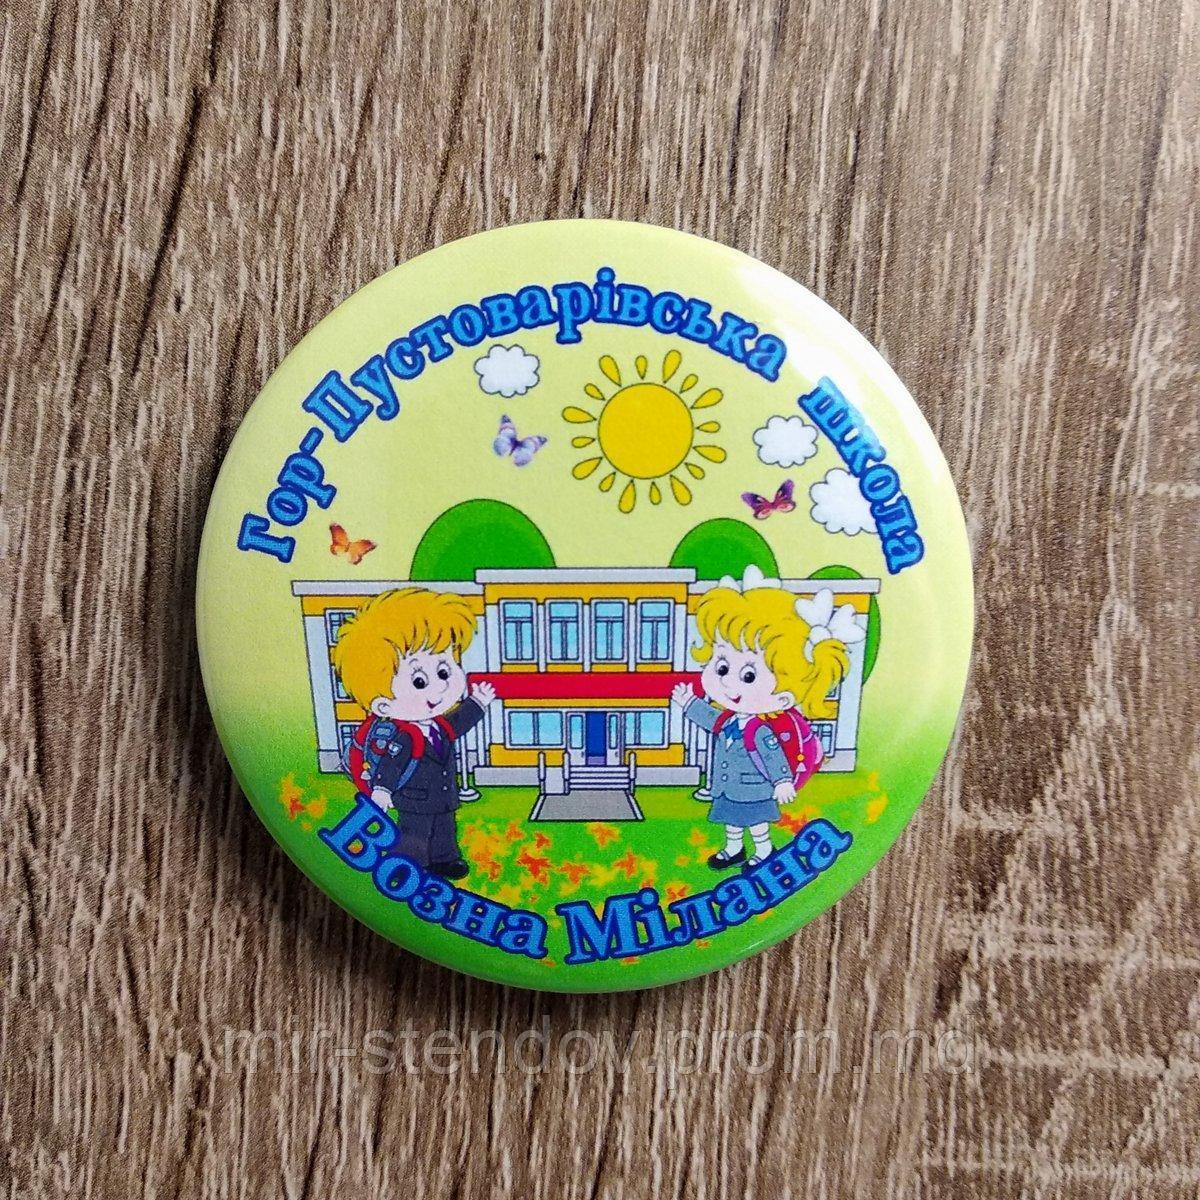 Гор-Пустоварівська школа
Возна Мілана
mir-stendov.prom.md